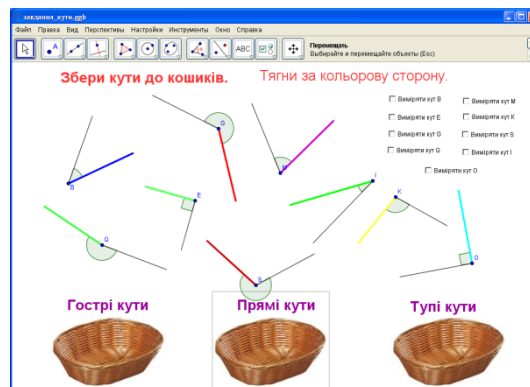 завдання_кути.ggb
Файл Правка Вид Перспективы Настройки Инструменты Окно Справка
A
ABC
a=2
Перемещать
Выбирайте и перемещайте объекты (Esc)
Збери кути до кошиків. Тягни за кольорову сторону.
Виміряти кут B
Виміряти кут M
Виміряти кут E
Виміряти кут K
Виміряти кут G
Виміряти кут S
Виміряти кут Q
Виміряти кут I
Виміряти кут O
B
E
M
I
K
Q
S
O
Гострі кути
Прямі кути
Тупі кути